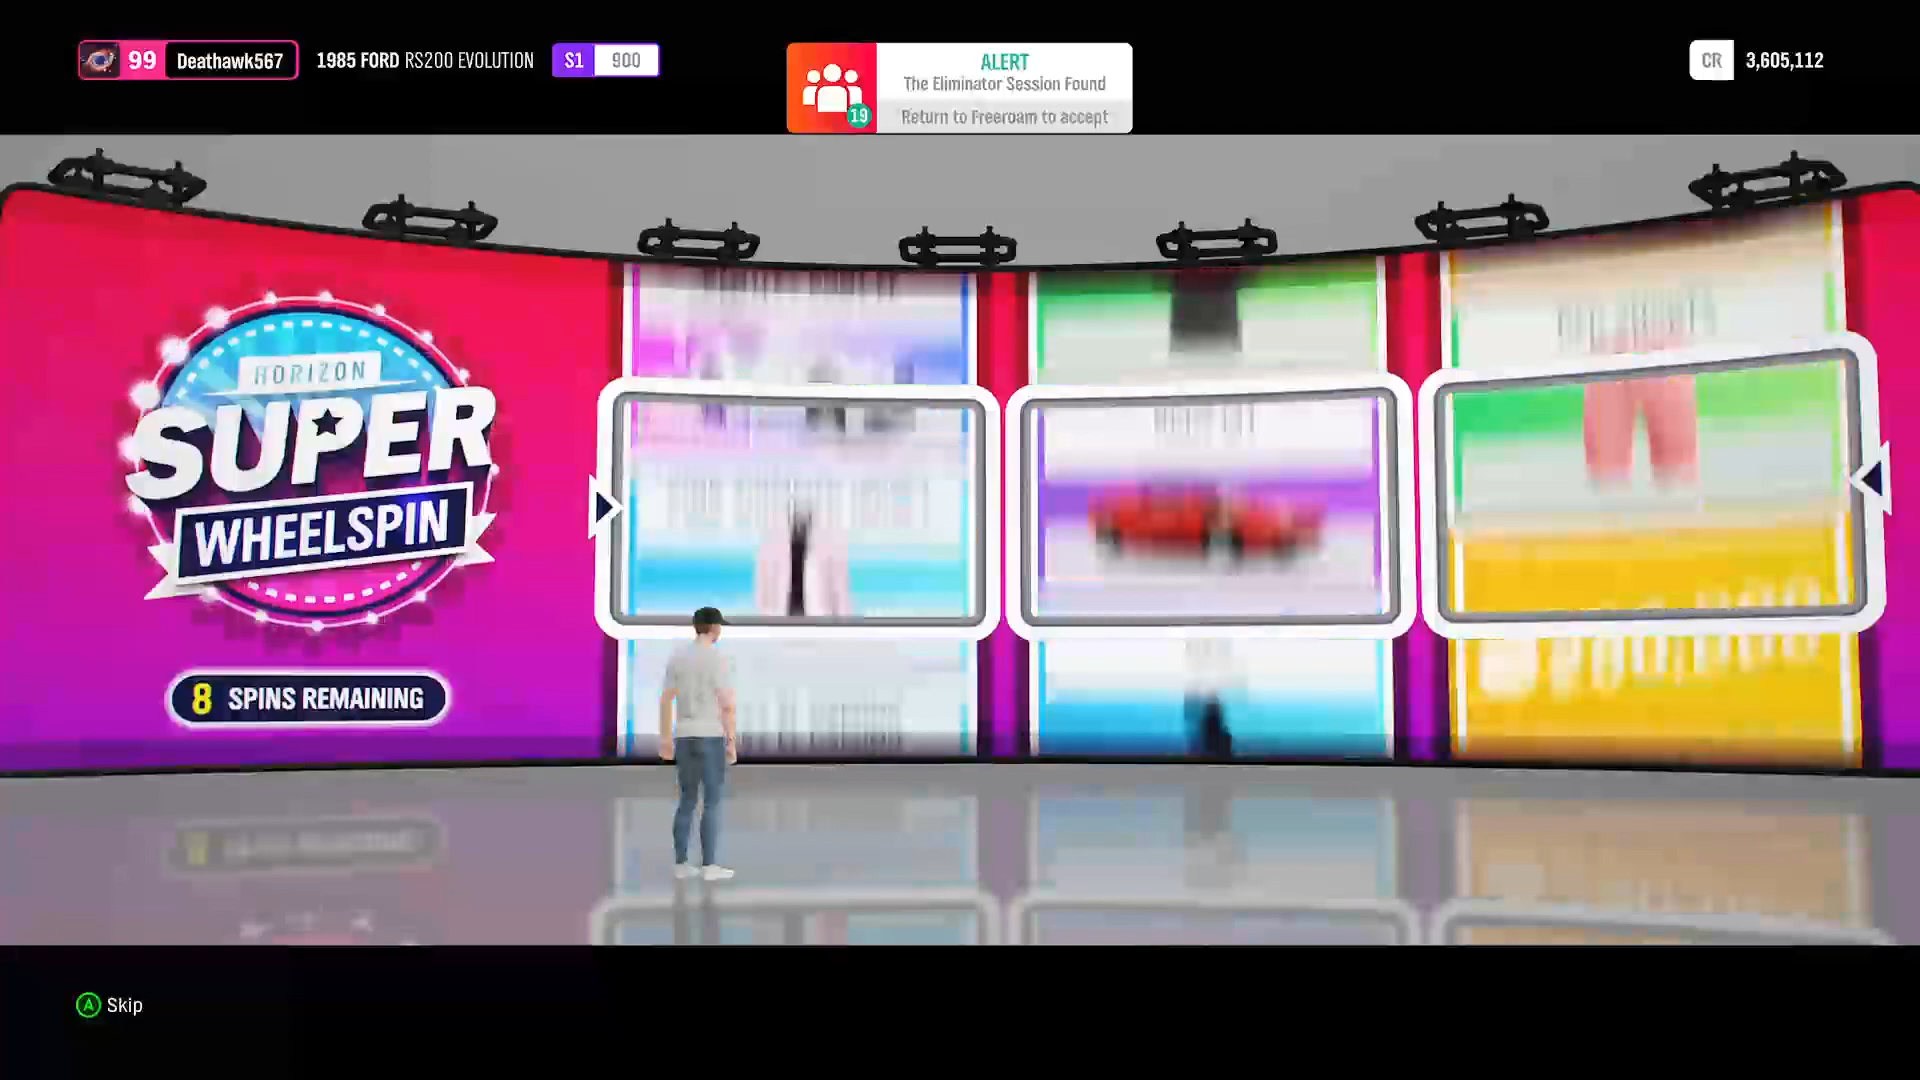 99 Deathawk567 1985 FORD RS200 EVOLUTION S1 900
ALERT
The Eliminator Session Found
19
Return to Freeroam to accept
CR 3,605,112
HORIZON
SUPER
WHEELSPIN
8 SPINS REMAINING
A Skip